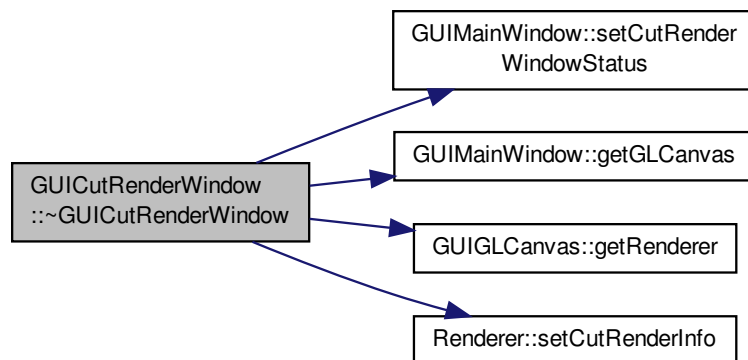 GUIMainWindow::setCutRender
WindowStatus
GUIMainWindow::getGLCanvas
GUICutRenderWindow
::~GUICutRenderWindow
GUIGLCanvas::getRenderer
Renderer::setCutRenderInfo